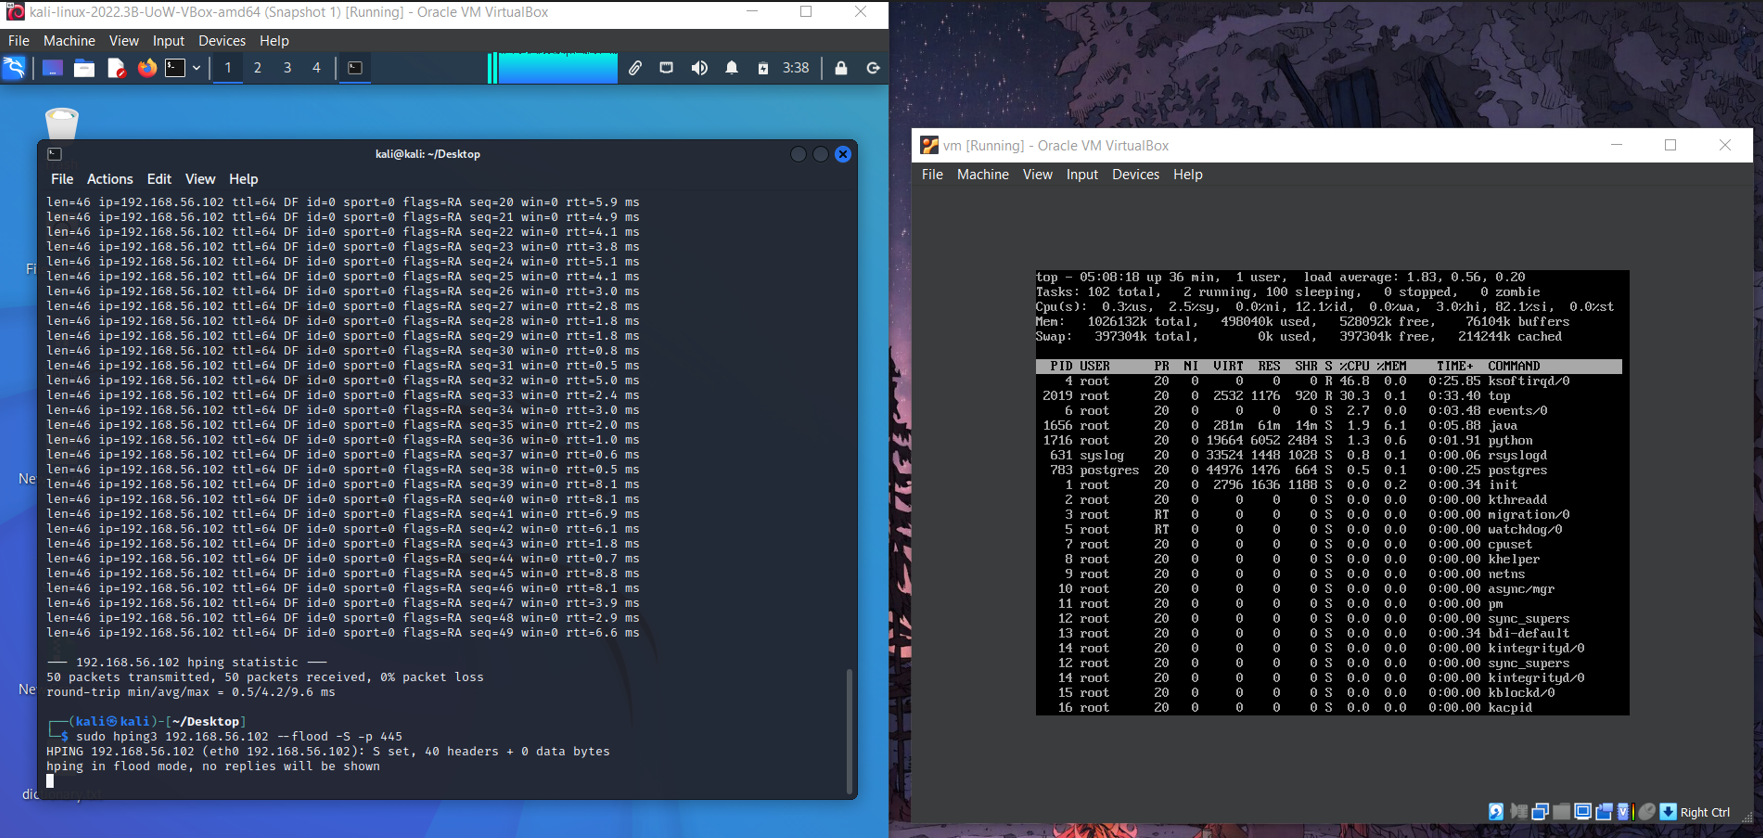 kali-linux-2022.3B-UoW-VBox-amd64 (Snapshot 1) [Running] - Oracle VM VirtualBox
File Machine View Input Devices Help
1 2 3 4 3:38
kali@kali: ~/Desktop
File Actions Edit View Help
len=46 ip=192.168.56.102 ttl=64 DF id=0 sport=0 flags=RA seq=20 win=0 rtt=5.9 ms
len=46 ip=192.168.56.102 ttl=64 DF id=0 sport=0 flags=RA seq=21 win=0 rtt=4.9 ms
len=46 ip=192.168.56.102 ttl=64 DF id=0 sport=0 flags=RA seq=22 win=0 rtt=4.1 ms
len=46 ip=192.168.56.102 ttl=64 DF id=0 sport=0 flags=RA seq=23 win=0 rtt=3.8 ms
len=46 ip=192.168.56.102 ttl=64 DF id=0 sport=0 flags=RA seq=24 win=0 rtt=5.1 ms
len=46 ip=192.168.56.102 ttl=64 DF id=0 sport=0 flags=RA seq=25 win=0 rtt=4.1 ms
len=46 ip=192.168.56.102 ttl=64 DF id=0 sport=0 flags=RA seq=26 win=0 rtt=3.0 ms
len=46 ip=192.168.56.102 ttl=64 DF id=0 sport=0 flags=RA seq=27 win=0 rtt=2.8 ms
len=46 ip=192.168.56.102 ttl=64 DF id=0 sport=0 flags=RA seq=28 win=0 rtt=1.8 ms
len=46 ip=192.168.56.102 ttl=64 DF id=0 sport=0 flags=RA seq=29 win=0 rtt=1.8 ms
len=46 ip=192.168.56.102 ttl=64 DF id=0 sport=0 flags=RA seq=30 win=0 rtt=0.8 ms
len=46 ip=192.168.56.102 ttl=64 DF id=0 sport=0 flags=RA seq=31 win=0 rtt=0.5 ms
len=46 ip=192.168.56.102 ttl=64 DF id=0 sport=0 flags=RA seq=32 win=0 rtt=5.0 ms
len=46 ip=192.168.56.102 ttl=64 DF id=0 sport=0 flags=RA seq=33 win=0 rtt=2.4 ms
len=46 ip=192.168.56.102 ttl=64 DF id=0 sport=0 flags=RA seq=34 win=0 rtt=3.0 ms
len=46 ip=192.168.56.102 ttl=64 DF id=0 sport=0 flags=RA seq=35 win=0 rtt=2.0 ms
len=46 ip=192.168.56.102 ttl=64 DF id=0 sport=0 flags=RA seq=36 win=0 rtt=1.0 ms
len=46 ip=192.168.56.102 ttl=64 DF id=0 sport=0 flags=RA seq=37 win=0 rtt=0.6 ms
len=46 ip=192.168.56.102 ttl=64 DF id=0 sport=0 flags=RA seq=38 win=0 rtt=0.5 ms
len=46 ip=192.168.56.102 ttl=64 DF id=0 sport=0 flags=RA seq=39 win=0 rtt=8.1 ms
len=46 ip=192.168.56.102 ttl=64 DF id=0 sport=0 flags=RA seq=40 win=0 rtt=8.1 ms
len=46 ip=192.168.56.102 ttl=64 DF id=0 sport=0 flags=RA seq=41 win=0 rtt=6.9 ms
len=46 ip=192.168.56.102 ttl=64 DF id=0 sport=0 flags=RA seq=42 win=0 rtt=6.1 ms
len=46 ip=192.168.56.102 ttl=64 DF id=0 sport=0 flags=RA seq=43 win=0 rtt=1.8 ms
len=46 ip=192.168.56.102 ttl=64 DF id=0 sport=0 flags=RA seq=44 win=0 rtt=0.7 ms
len=46 ip=192.168.56.102 ttl=64 DF id=0 sport=0 flags=RA seq=45 win=0 rtt=8.8 ms
len=46 ip=192.168.56.102 ttl=64 DF id=0 sport=0 flags=RA seq=46 win=0 rtt=8.1 ms
len=46 ip=192.168.56.102 ttl=64 DF id=0 sport=0 flags=RA seq=47 win=0 rtt=3.9 ms
len=46 ip=192.168.56.102 ttl=64 DF id=0 sport=0 flags=RA seq=48 win=0 rtt=2.9 ms
len=46 ip=192.168.56.102 ttl=64 DF id=0 sport=0 flags=RA seq=49 win=0 rtt=6.6 ms
--- 192.168.56.102 hping statistic ---
50 packets transmitted, 50 packets received, 0% packet loss
round-trip min/avg/max = 0.5/4.2/9.6 ms
┌──(kali㉿kali)-[~/Desktop]
└─$ sudo hping3 192.168.56.102 --flood -S -p 445
HPING 192.168.56.102 (eth0 192.168.56.102): S set, 40 headers + 0 data bytes
hping in flood mode, no replies will be shown
vm [Running] - Oracle VM VirtualBox
File Machine View Input Devices Help
top - 05:08:18 up 36 min, 1 user, load average: 1.83, 0.56, 0.20
Tasks: 102 total, 2 running, 100 sleeping, 0 stopped, 0 zombie
Cpu(s): 0.3%us, 2.5%sy, 0.0%ni, 12.1%id, 0.0%wa, 3.0%hi, 82.1%si, 0.0%st
Mem: 1026132k total, 498040k used, 528092k free, 76104k buffers
Swap: 397304k total, 0k used, 397304k free, 214244k cached
PID USER PR NI VIRT RES SHR S %CPU %MEM TIME+ COMMAND
4 root 20 0 0 0 0 R 46.8 0.0 0:25.85 ksoftirqd/0
2019 root 20 0 2532 1176 920 R 30.3 0.1 0:33.40 top
6 root 20 0 0 0 0 S 2.7 0.0 0:03.48 events/0
1656 root 20 0 281m 61m 14m S 1.9 6.1 0:05.88 java
1716 root 20 0 19664 6052 2484 S 1.3 0.6 0:01.91 python
631 syslog 20 0 33524 1448 1028 S 0.8 0.1 0:00.06 rsyslogd
783 postgres 20 0 44976 1476 664 S 0.5 0.1 0:00.25 postgres
1 root 20 0 2796 1636 1188 S 0.0 0.2 0:00.34 init
2 root 20 0 0 0 0 S 0.0 0.0 0:00.00 kthreadd
3 root RT 0 0 0 0 S 0.0 0.0 0:00.00 migration/0
5 root RT 0 0 0 0 S 0.0 0.0 0:00.00 watchdog/0
7 root 20 0 0 0 0 S 0.0 0.0 0:00.00 cpuset
8 root 20 0 0 0 0 S 0.0 0.0 0:00.00 khelper
9 root 20 0 0 0 0 S 0.0 0.0 0:00.00 netns
10 root 20 0 0 0 0 S 0.0 0.0 0:00.00 async/mgr
11 root 20 0 0 0 0 S 0.0 0.0 0:00.00 pm
12 root 20 0 0 0 0 S 0.0 0.0 0:00.00 sync_supers
13 root 20 0 0 0 0 S 0.0 0.0 0:00.34 bdi-default
14 root 20 0 0 0 0 S 0.0 0.0 0:00.00 kintegrityd/0
12 root 20 0 0 0 0 S 0.0 0.0 0:00.00 sync_supers
14 root 20 0 0 0 0 S 0.0 0.0 0:00.00 kintegrityd/0
15 root 20 0 0 0 0 S 0.0 0.0 0:00.00 kblockd/0
16 root 20 0 0 0 0 S 0.0 0.0 0:00.00 kacpid
Right Ctrl